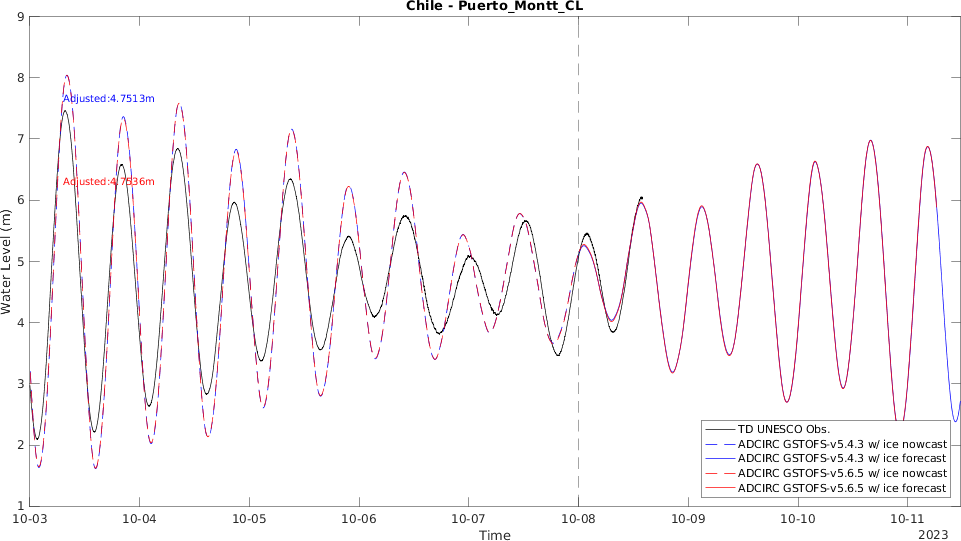 Chile - Puerto_Montt_CL
9
8
7
6
5
4
3
2
1
Water Level (m)
Adjusted:4.7513m
Adjusted:4.7536m
TD UNESCO Obs.
ADCIRC GSTOFS-v5.4.3 w/ ice nowcast
ADCIRC GSTOFS-v5.4.3 w/ ice forecast
ADCIRC GSTOFS-v5.6.5 w/ ice nowcast
ADCIRC GSTOFS-v5.6.5 w/ ice forecast
10-03 10-04 10-05 10-06 10-07 10-08 10-09 10-10 10-11
2023
Time